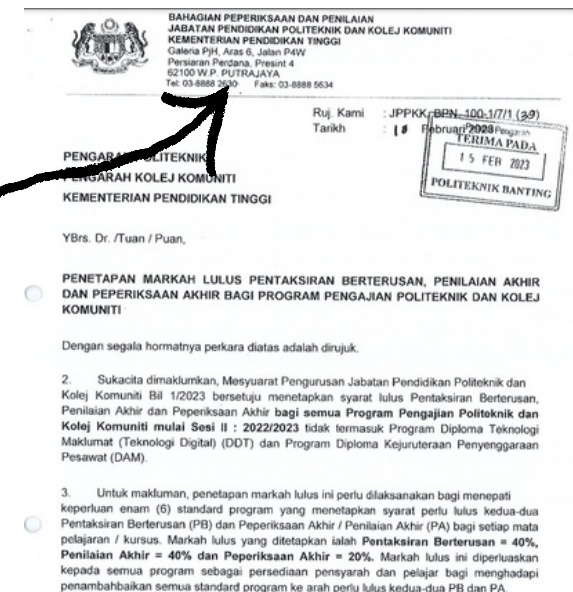 BAHAGIAN PEPERIKSAAN DAN PENILAIAN
JABATAN PENDIDIKAN POLITEKNIK DAN KOLEJ KOMUNITI
KEMENTERIAN PENDIDIKAN TINGGI
Galeria PjH, Aras 6, Jalan P4W
Persiaran Perdana, Presint 4
62100 W.P. PUTRAJAYA
Tel: 03-8888 2630 Faks: 03-8888 5634
Ruj. Kami : JPPKK.BPN. 100-1/7/1 (39)
Tarikh : Februari 2023
Pengarah
TERIMA PADA
15 FEB 2023
POLITEKNIK BANTING
PENGARAH POLITEKNIK
PENGARAH KOLEJ KOMUNITI
KEMENTERIAN PENDIDIKAN TINGGI
YBrs. Dr. /Tuan / Puan,
PENETAPAN MARKAH LULUS PENTAKSIRAN BERTERUSAN, PENILAIAN AKHIR
DAN PEPERIKSAAN AKHIR BAGI PROGRAM PENGAJIAN POLITEKNIK DAN KOLEJ
KOMUNITI
Dengan segala hormatnya perkara diatas adalah dirujuk.
2. Sukacita dimaklumkan, Mesyuarat Pengurusan Jabatan Pendidikan Politeknik dan
Kolej Komuniti Bil 1/2023 bersetuju menetapkan syarat lulus Pentaksiran Berterusan,
Penilaian Akhir dan Peperiksaan Akhir bagi semua Program Pengajian Politeknik dan
Kolej Komuniti mulai Sesi II : 2022/2023 tidak termasuk Program Diploma Teknologi
Maklumat (Teknologi Digital) (DDT) dan Program Diploma Kejuruteraan Penyenggaraan
Pesawat (DAM).
3. Untuk makluman, penetapan markah lulus ini perlu dilaksanakan bagi menepati
keperluan enam (6) standard program yang menetapkan syarat perlu lulus kedua-dua
Pentaksiran Berterusan (PB) dan Peperiksaan Akhir / Penilaian Akhir (PA) bagi setiap mata
pelajaran / kursus. Markah lulus yang ditetapkan ialah Pentaksiran Berterusan = 40%,
Penilaian Akhir = 40% dan Peperiksaan Akhir = 20%. Markah lulus ini diperluaskan
kepada semua program sebagai persediaan pensyarah dan pelajar bagi menghadapi
penambahbaikan semua standard program ke arah perlu lulus kedua-dua PB dan PA.